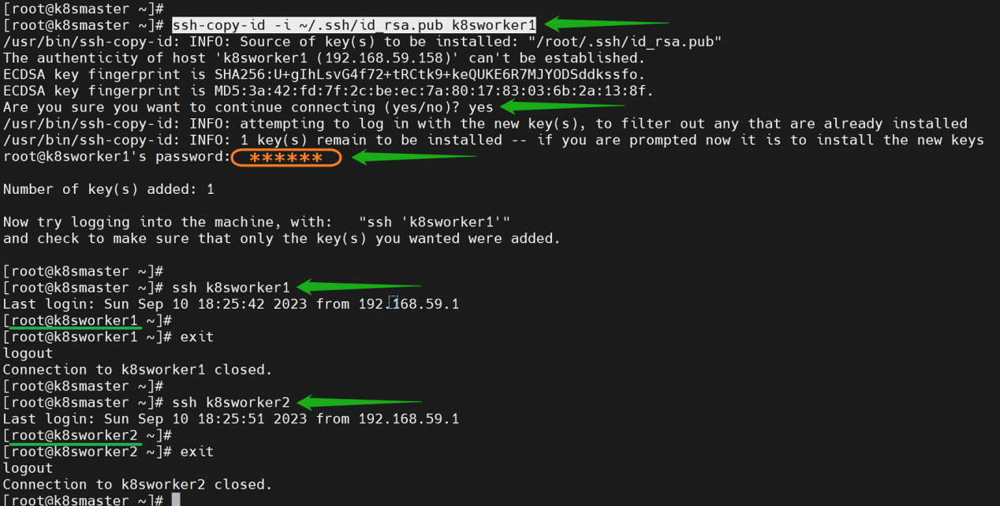 [root@k8smaster ~]#
[root@k8smaster ~]# ssh-copy-id -i ~/.ssh/id_rsa.pub k8sworker1
/usr/bin/ssh-copy-id: INFO: Source of key(s) to be installed: "/root/.ssh/id_rsa.pub"
The authenticity of host 'k8sworker1 (192.168.59.158)' can't be established.
ECDSA key fingerprint is SHA256:U+gIhLsvG4f72+tRCtk9+keQUKE6R7MJYODSddkssfo.
ECDSA key fingerprint is MD5:3a:42:fd:7f:2c:be:ec:7a:80:17:83:03:6b:2a:13:8f.
Are you sure you want to continue connecting (yes/no)? yes
/usr/bin/ssh-copy-id: INFO: attempting to log in with the new key(s), to filter out any that are already installed
/usr/bin/ssh-copy-id: INFO: 1 key(s) remain to be installed -- if you are prompted now it is to install the new keys
root@k8sworker1's password: ******
Number of key(s) added: 1
Now try logging into the machine, with:   "ssh 'k8sworker1'"
and check to make sure that only the key(s) you wanted were added.
[root@k8smaster ~]#
[root@k8smaster ~]# ssh k8sworker1
Last login: Sun Sep 10 18:25:42 2023 from 192.168.59.1
[root@k8sworker1 ~]#
[root@k8sworker1 ~]# exit
logout
Connection to k8sworker1 closed.
[root@k8smaster ~]#
[root@k8smaster ~]# ssh k8sworker2
Last login: Sun Sep 10 18:25:51 2023 from 192.168.59.1
[root@k8sworker2 ~]#
[root@k8sworker2 ~]# exit
logout
Connection to k8sworker2 closed.
[root@k8smaster ~]#